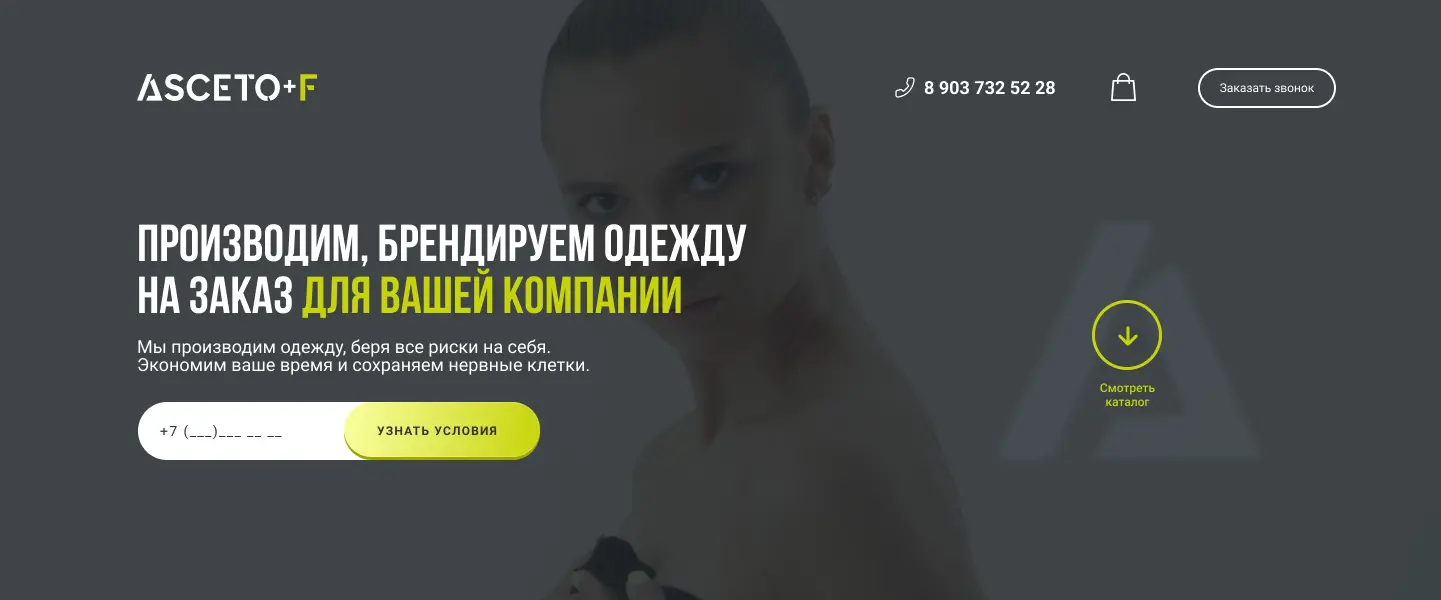 ASCETO+F
8 903 732 52 28
Заказать звонок
ПРОИЗВОДИМ, БРЕНДИРУЕМ ОДЕЖДУ
НА ЗАКАЗ ДЛЯ ВАШЕЙ КОМПАНИИ
Мы производим одежду, беря все риски на себя.
Экономим ваше время и сохраняем нервные клетки.
+7 (___)___ __ __
УЗНАТЬ УСЛОВИЯ
Смотреть
каталог